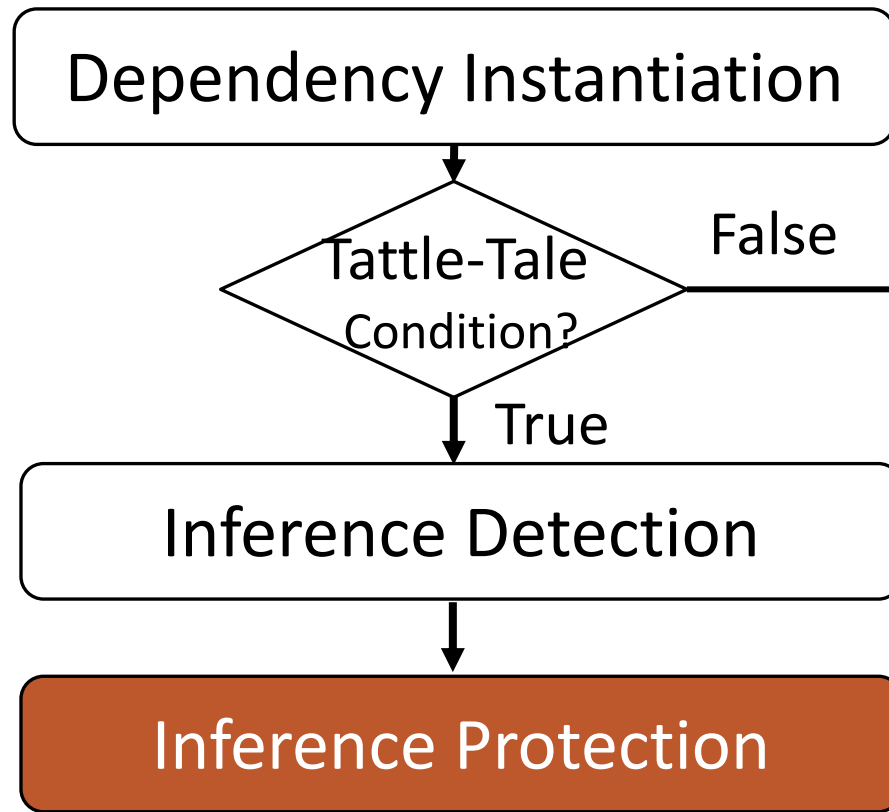 Dependency Instantiation
Tattle-Tale
Condition?
False
True
Inference Detection
Inference Protection